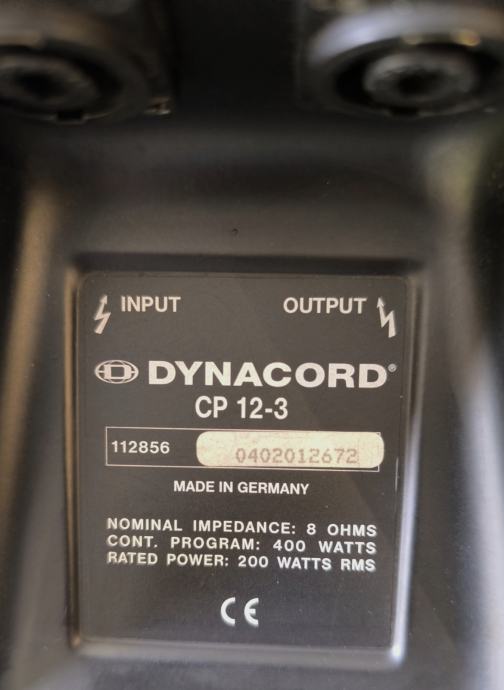 INPUT OUTPUT
DYNACORD®
CP 12-3
112856 0402012672
MADE IN GERMANY
NOMINAL IMPEDANCE: 8 OHMS
CONT. PROGRAM: 400 WATTS
RATED POWER: 200 WATTS RMS
CE